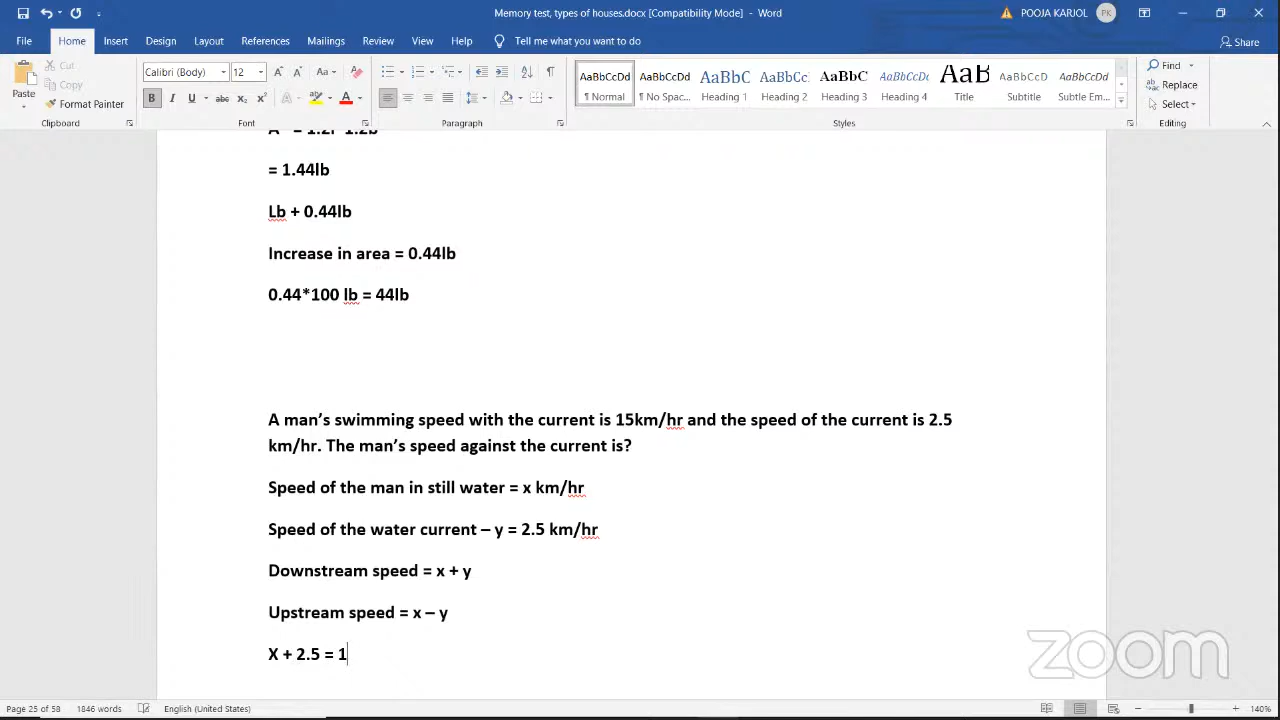 Memory test, types of houses.docx [Compatibility Mode] - Word
POOJA KARJOL
PK
File Home Insert Design Layout References Mailings Review View Help Tell me what you want to do
Share
Paste
Cut
Copy
Format Painter
Calibri (Body) 12
AaBbCcDd AaBbCcDd AaBbC AaBbCc. AaBbCc AaBbCcDc AaB AaBbCcD AaBbCcDd
¶ Normal ¶ No Spac... Heading 1 Heading 2 Heading 3 Heading 4 Title Subtitle Subtle Em...
Find
Replace
Select
Clipboard Font Paragraph Styles Editing
= 1.44lb
Lb + 0.44lb
Increase in area = 0.44lb
0.44*100 lb = 44lb
A man’s swimming speed with the current is 15km/hr and the speed of the current is 2.5
km/hr. The man’s speed against the current is?
Speed of the man in still water = x km/hr
Speed of the water current – y = 2.5 km/hr
Downstream speed = x + y
Upstream speed = x – y
X + 2.5 = 1
zoom
Page 25 of 58 1846 words English (United States) 140%